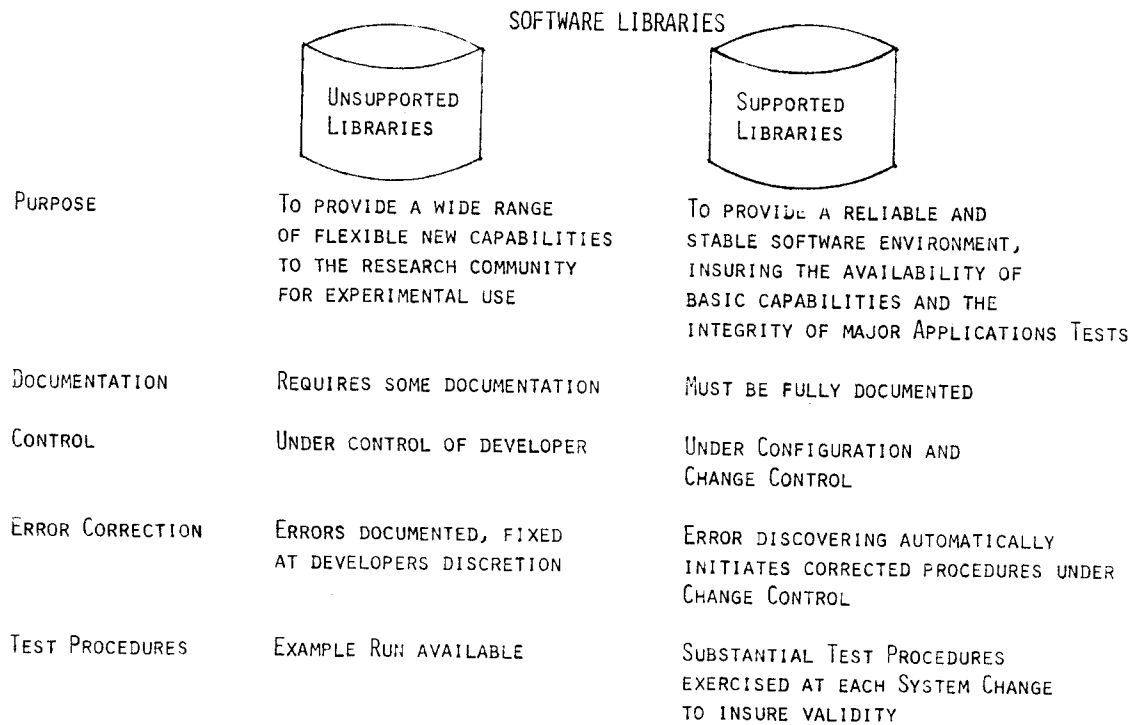 SOFTWARE LIBRARIES
UNSUPPORTED
LIBRARIES
SUPPORTED
LIBRARIES
PURPOSE
TO PROVIDE A WIDE RANGE
OF FLEXIBLE NEW CAPABILITIES
TO THE RESEARCH COMMUNITY
FOR EXPERIMENTAL USE
TO PROVIDE A RELIABLE AND
STABLE SOFTWARE ENVIRONMENT,
INSURING THE AVAILABILITY OF
BASIC CAPABILITIES AND THE
INTEGRITY OF MAJOR APPLICATIONS TESTS
DOCUMENTATION
REQUIRES SOME DOCUMENTATION
MUST BE FULLY DOCUMENTED
CONTROL
UNDER CONTROL OF DEVELOPER
UNDER CONFIGURATION AND
CHANGE CONTROL
ERROR CORRECTION
ERRORS DOCUMENTED, FIXED
AT DEVELOPERS DISCRETION
ERROR DISCOVERING AUTOMATICALLY
INITIATES CORRECTED PROCEDURES UNDER
CHANGE CONTROL
TEST PROCEDURES
EXAMPLE RUN AVAILABLE
SUBSTANTIAL TEST PROCEDURES
EXERCISED AT EACH SYSTEM CHANGE
TO INSURE VALIDITY